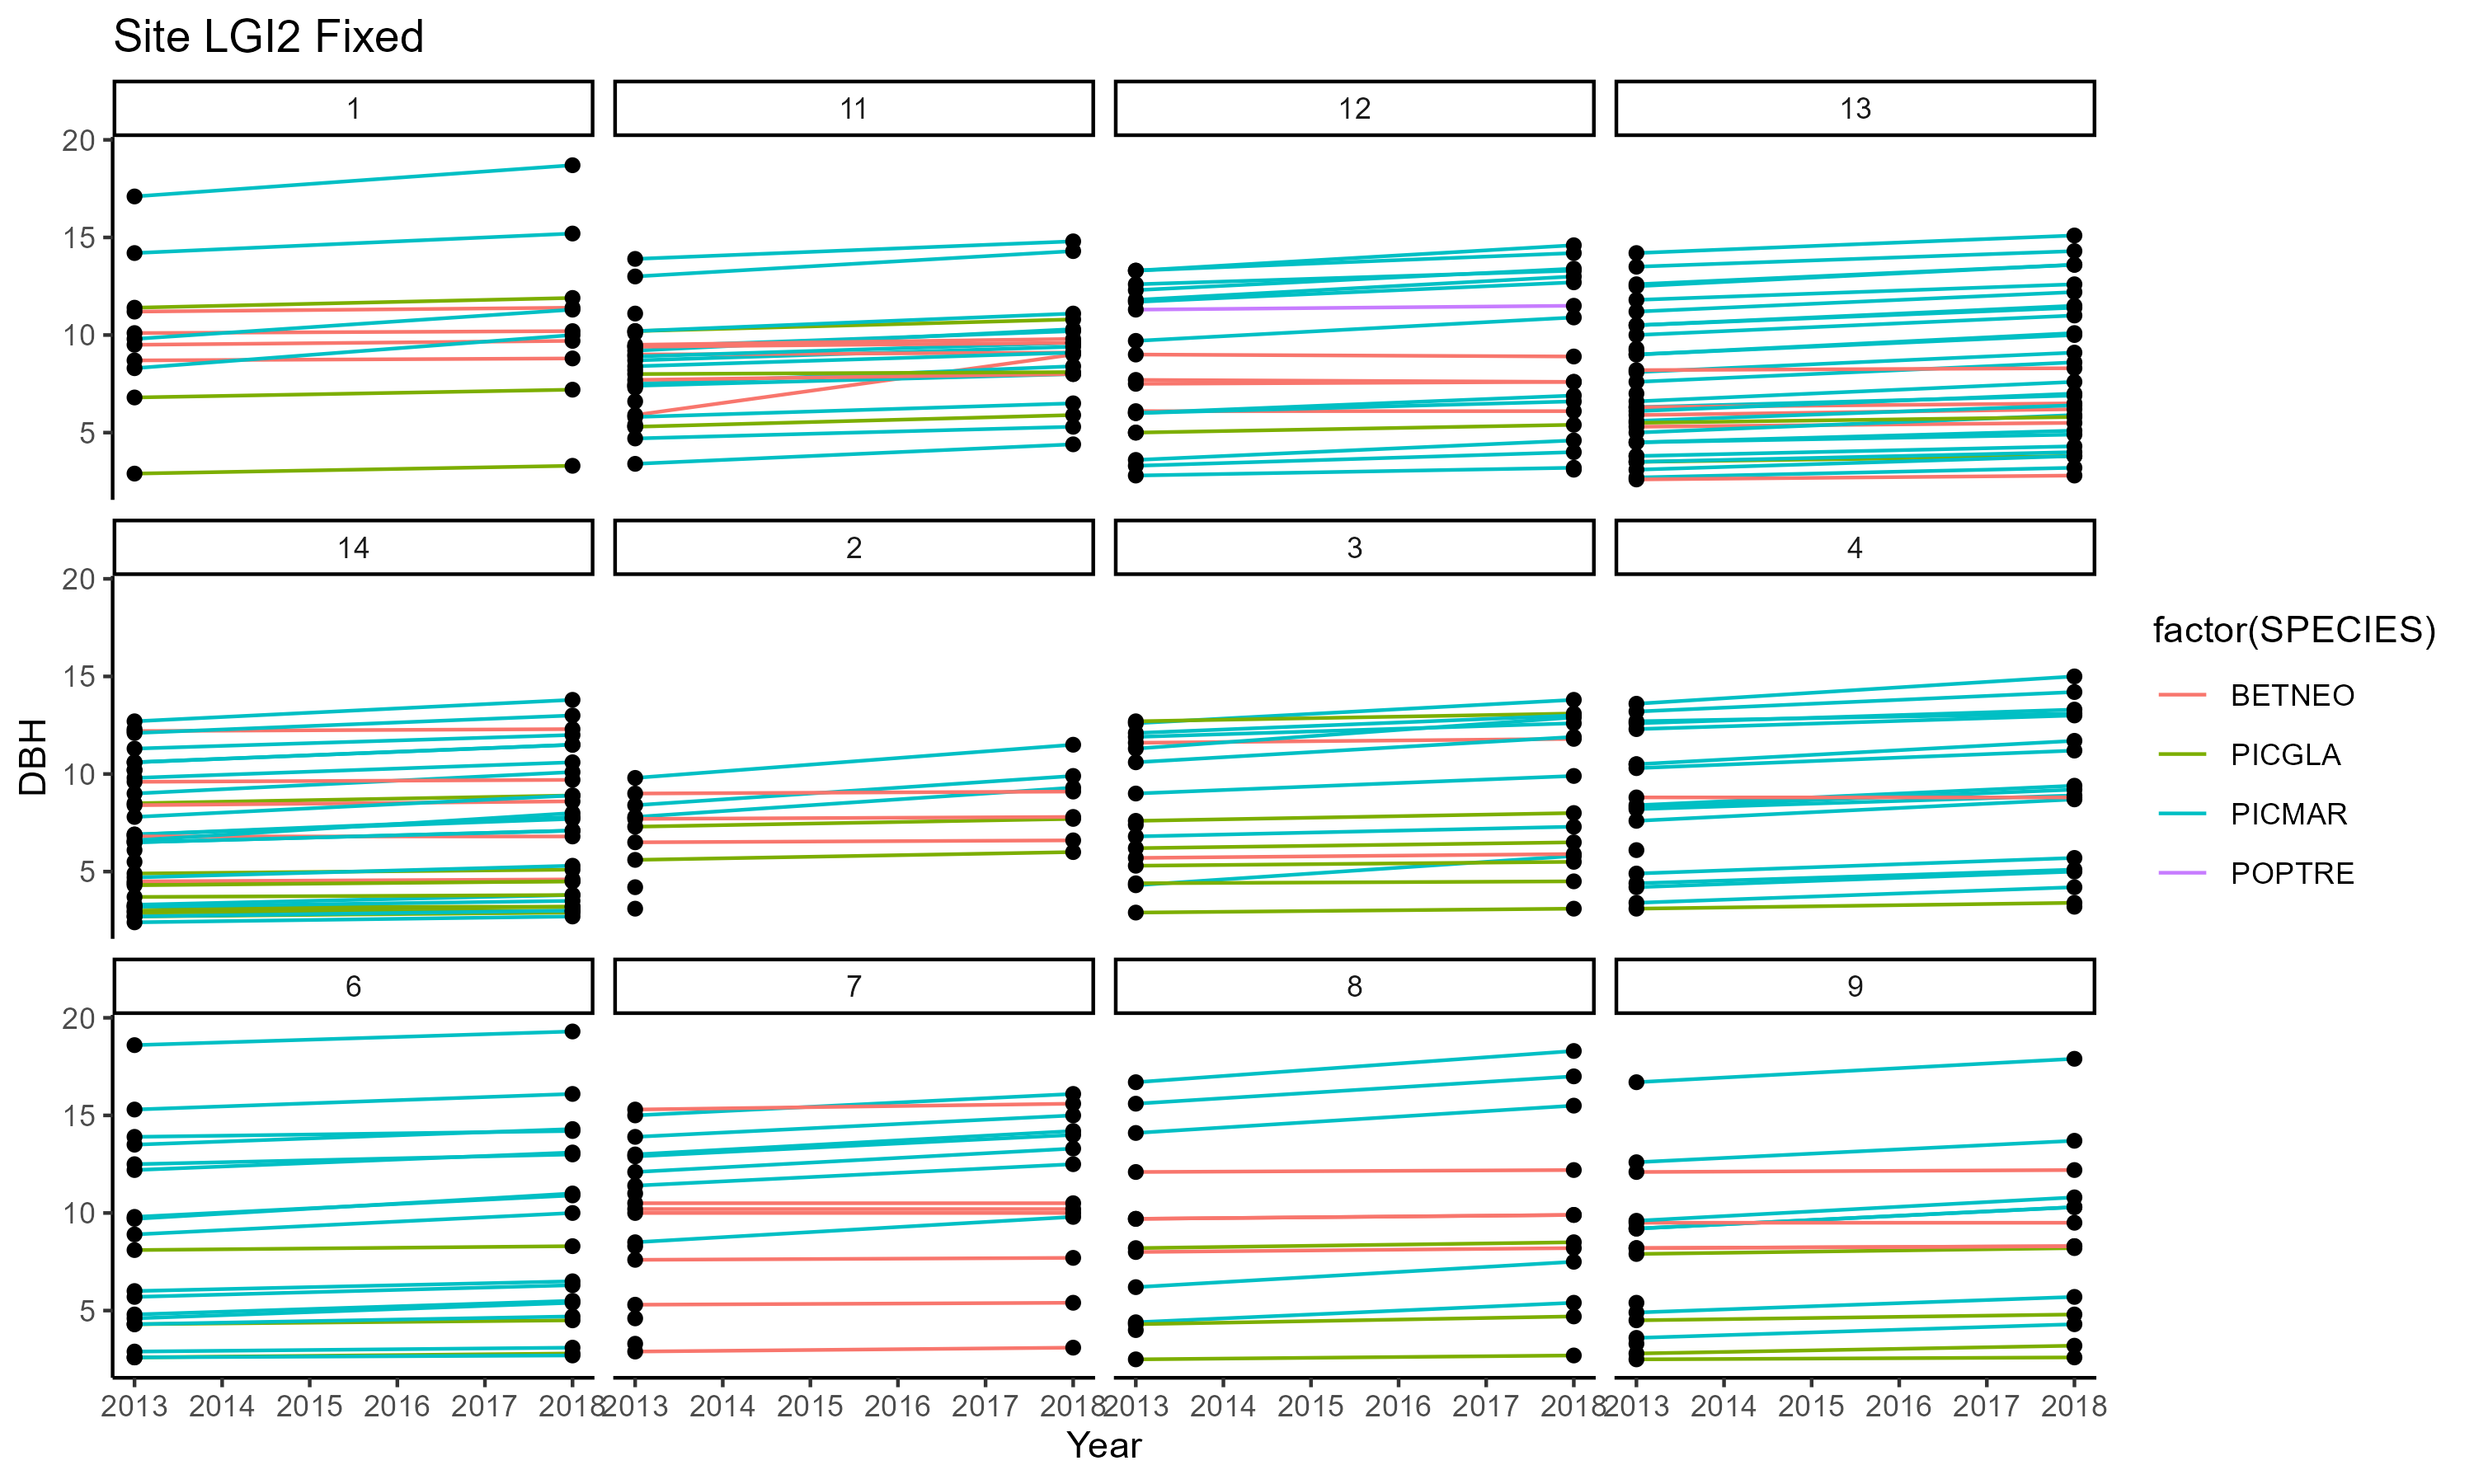 Site LGI2 Fixed
1 11 12 13
20
15
10
5
14 2 3 4
20
15
10
5
6 7 8 9
20
15
10
5
2013 2014 2015 2016 2017 2018 2013 2014 2015 2016 2017 2018 2013 2014 2015 2016 2017 2018 2013 2014 2015 2016 2017 2018
Year
DBH
factor(SPECIES)
BETNEO
PICGLA
PICMAR
POPTRE